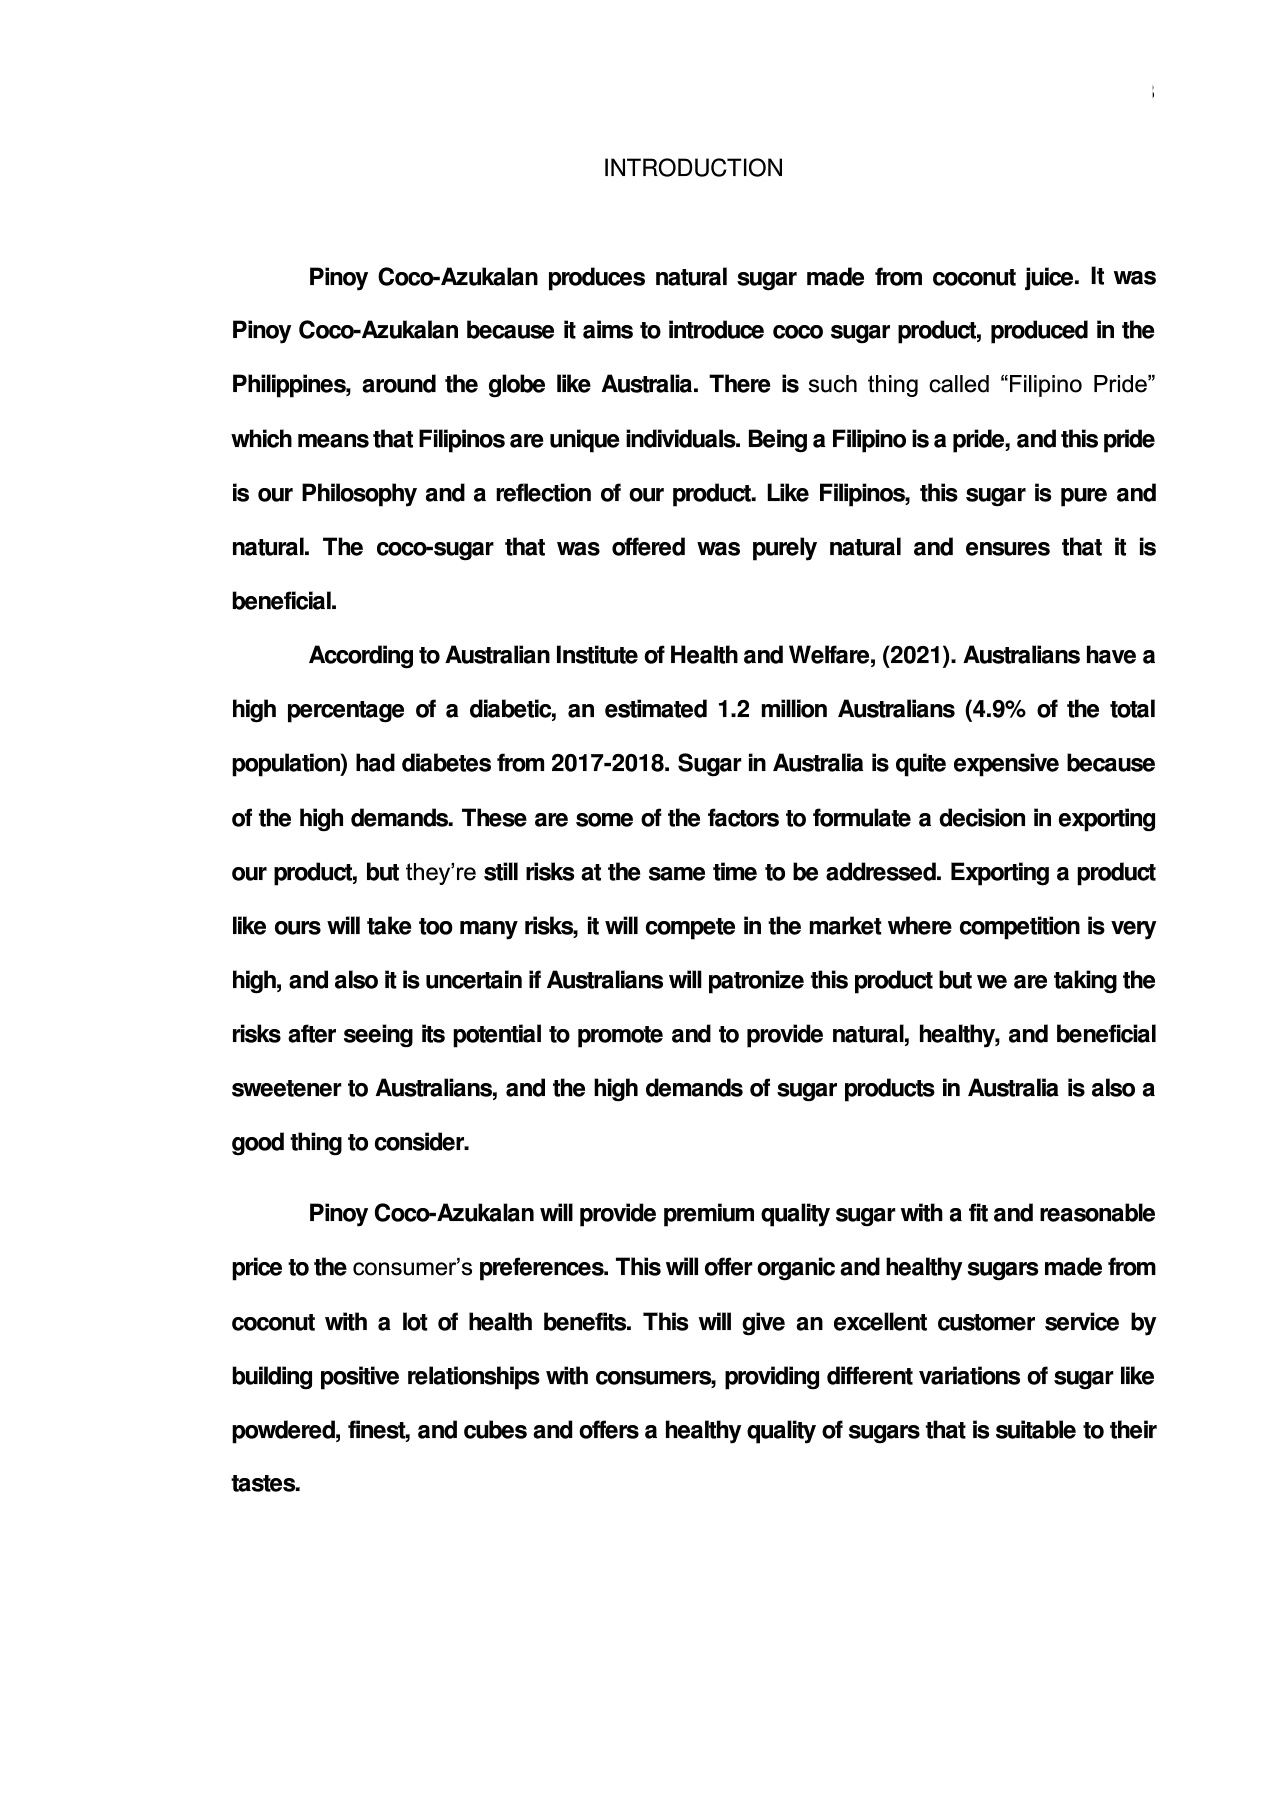 INTRODUCTION
Pinoy Coco-Azukalan produces natural sugar made from coconut juice. It was
Pinoy Coco-Azukalan because it aims to introduce coco sugar product, produced in the
Philippines, around the globe like Australia. There is such thing called “Filipino Pride”
which means that Filipinos are unique individuals. Being a Filipino is a pride, and this pride
is our Philosophy and a reflection of our product. Like Filipinos, this sugar is pure and
natural. The coco-sugar that was offered was purely natural and ensures that it is
beneficial.
According to Australian Institute of Health and Welfare, (2021). Australians have a
high percentage of a diabetic, an estimated 1.2 million Australians (4.9% of the total
population) had diabetes from 2017-2018. Sugar in Australia is quite expensive because
of the high demands. These are some of the factors to formulate a decision in exporting
our product, but they’re still risks at the same time to be addressed. Exporting a product
like ours will take too many risks, it will compete in the market where competition is very
high, and also it is uncertain if Australians will patronize this product but we are taking the
risks after seeing its potential to promote and to provide natural, healthy, and beneficial
sweetener to Australians, and the high demands of sugar products in Australia is also a
good thing to consider.
Pinoy Coco-Azukalan will provide premium quality sugar with a fit and reasonable
price to the consumer’s preferences. This will offer organic and healthy sugars made from
coconut with a lot of health benefits. This will give an excellent customer service by
building positive relationships with consumers, providing different variations of sugar like
powdered, finest, and cubes and offers a healthy quality of sugars that is suitable to their
tastes.